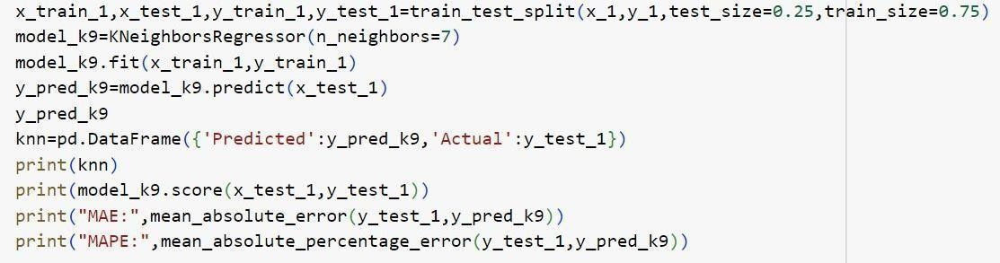 x_train_1,x_test_1,y_train_1,y_test_1=train_test_split(x_1,y_1,test_size=0.25,train_size=0.75)
model_k9=KNeighborsRegressor(n_neighbors=7)
model_k9.fit(x_train_1,y_train_1)
y_pred_k9=model_k9.predict(x_test_1)
y_pred_k9
knn=pd.DataFrame({'Predicted':y_pred_k9,'Actual':y_test_1})
print(knn)
print(model_k9.score(x_test_1,y_test_1))
print("MAE:",mean_absolute_error(y_test_1,y_pred_k9))
print("MAPE:",mean_absolute_percentage_error(y_test_1,y_pred_k9))